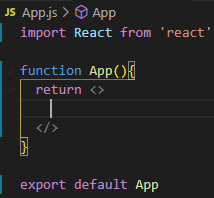 JS App.js > App
import React from 'react'
function App(){
return <>
</>
}
export default App